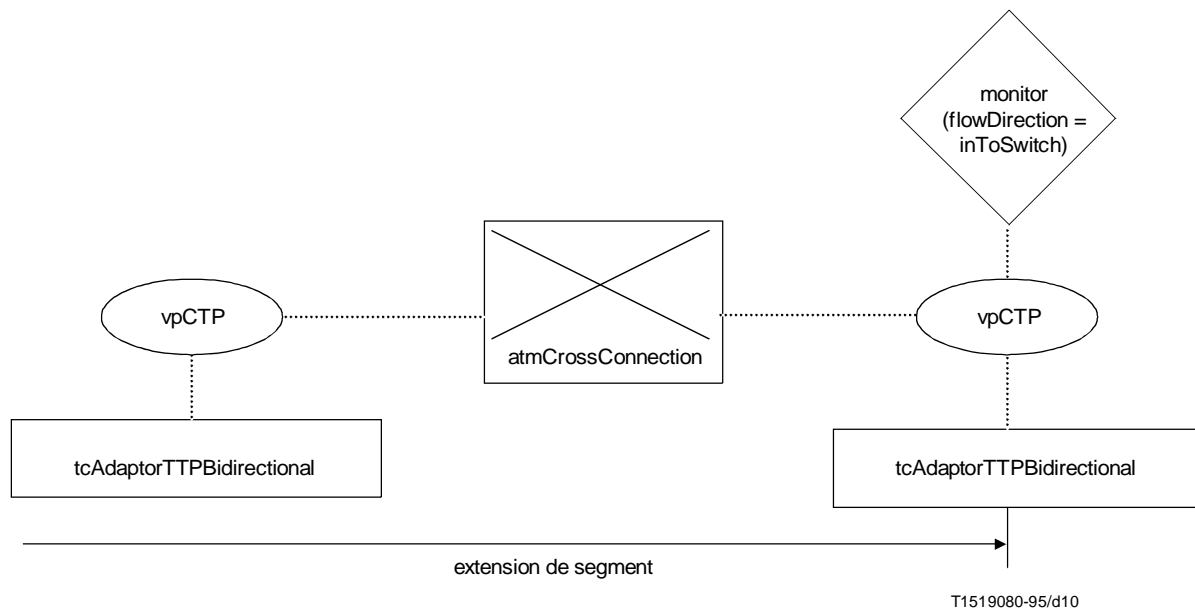 monitor
(flowDirection =
inToSwitch)
vpCTP
atmCrossConnection
vpCTP
tcAdaptorTTPBidirectional
tcAdaptorTTPBidirectional
extension de segment
T1519080-95/d10